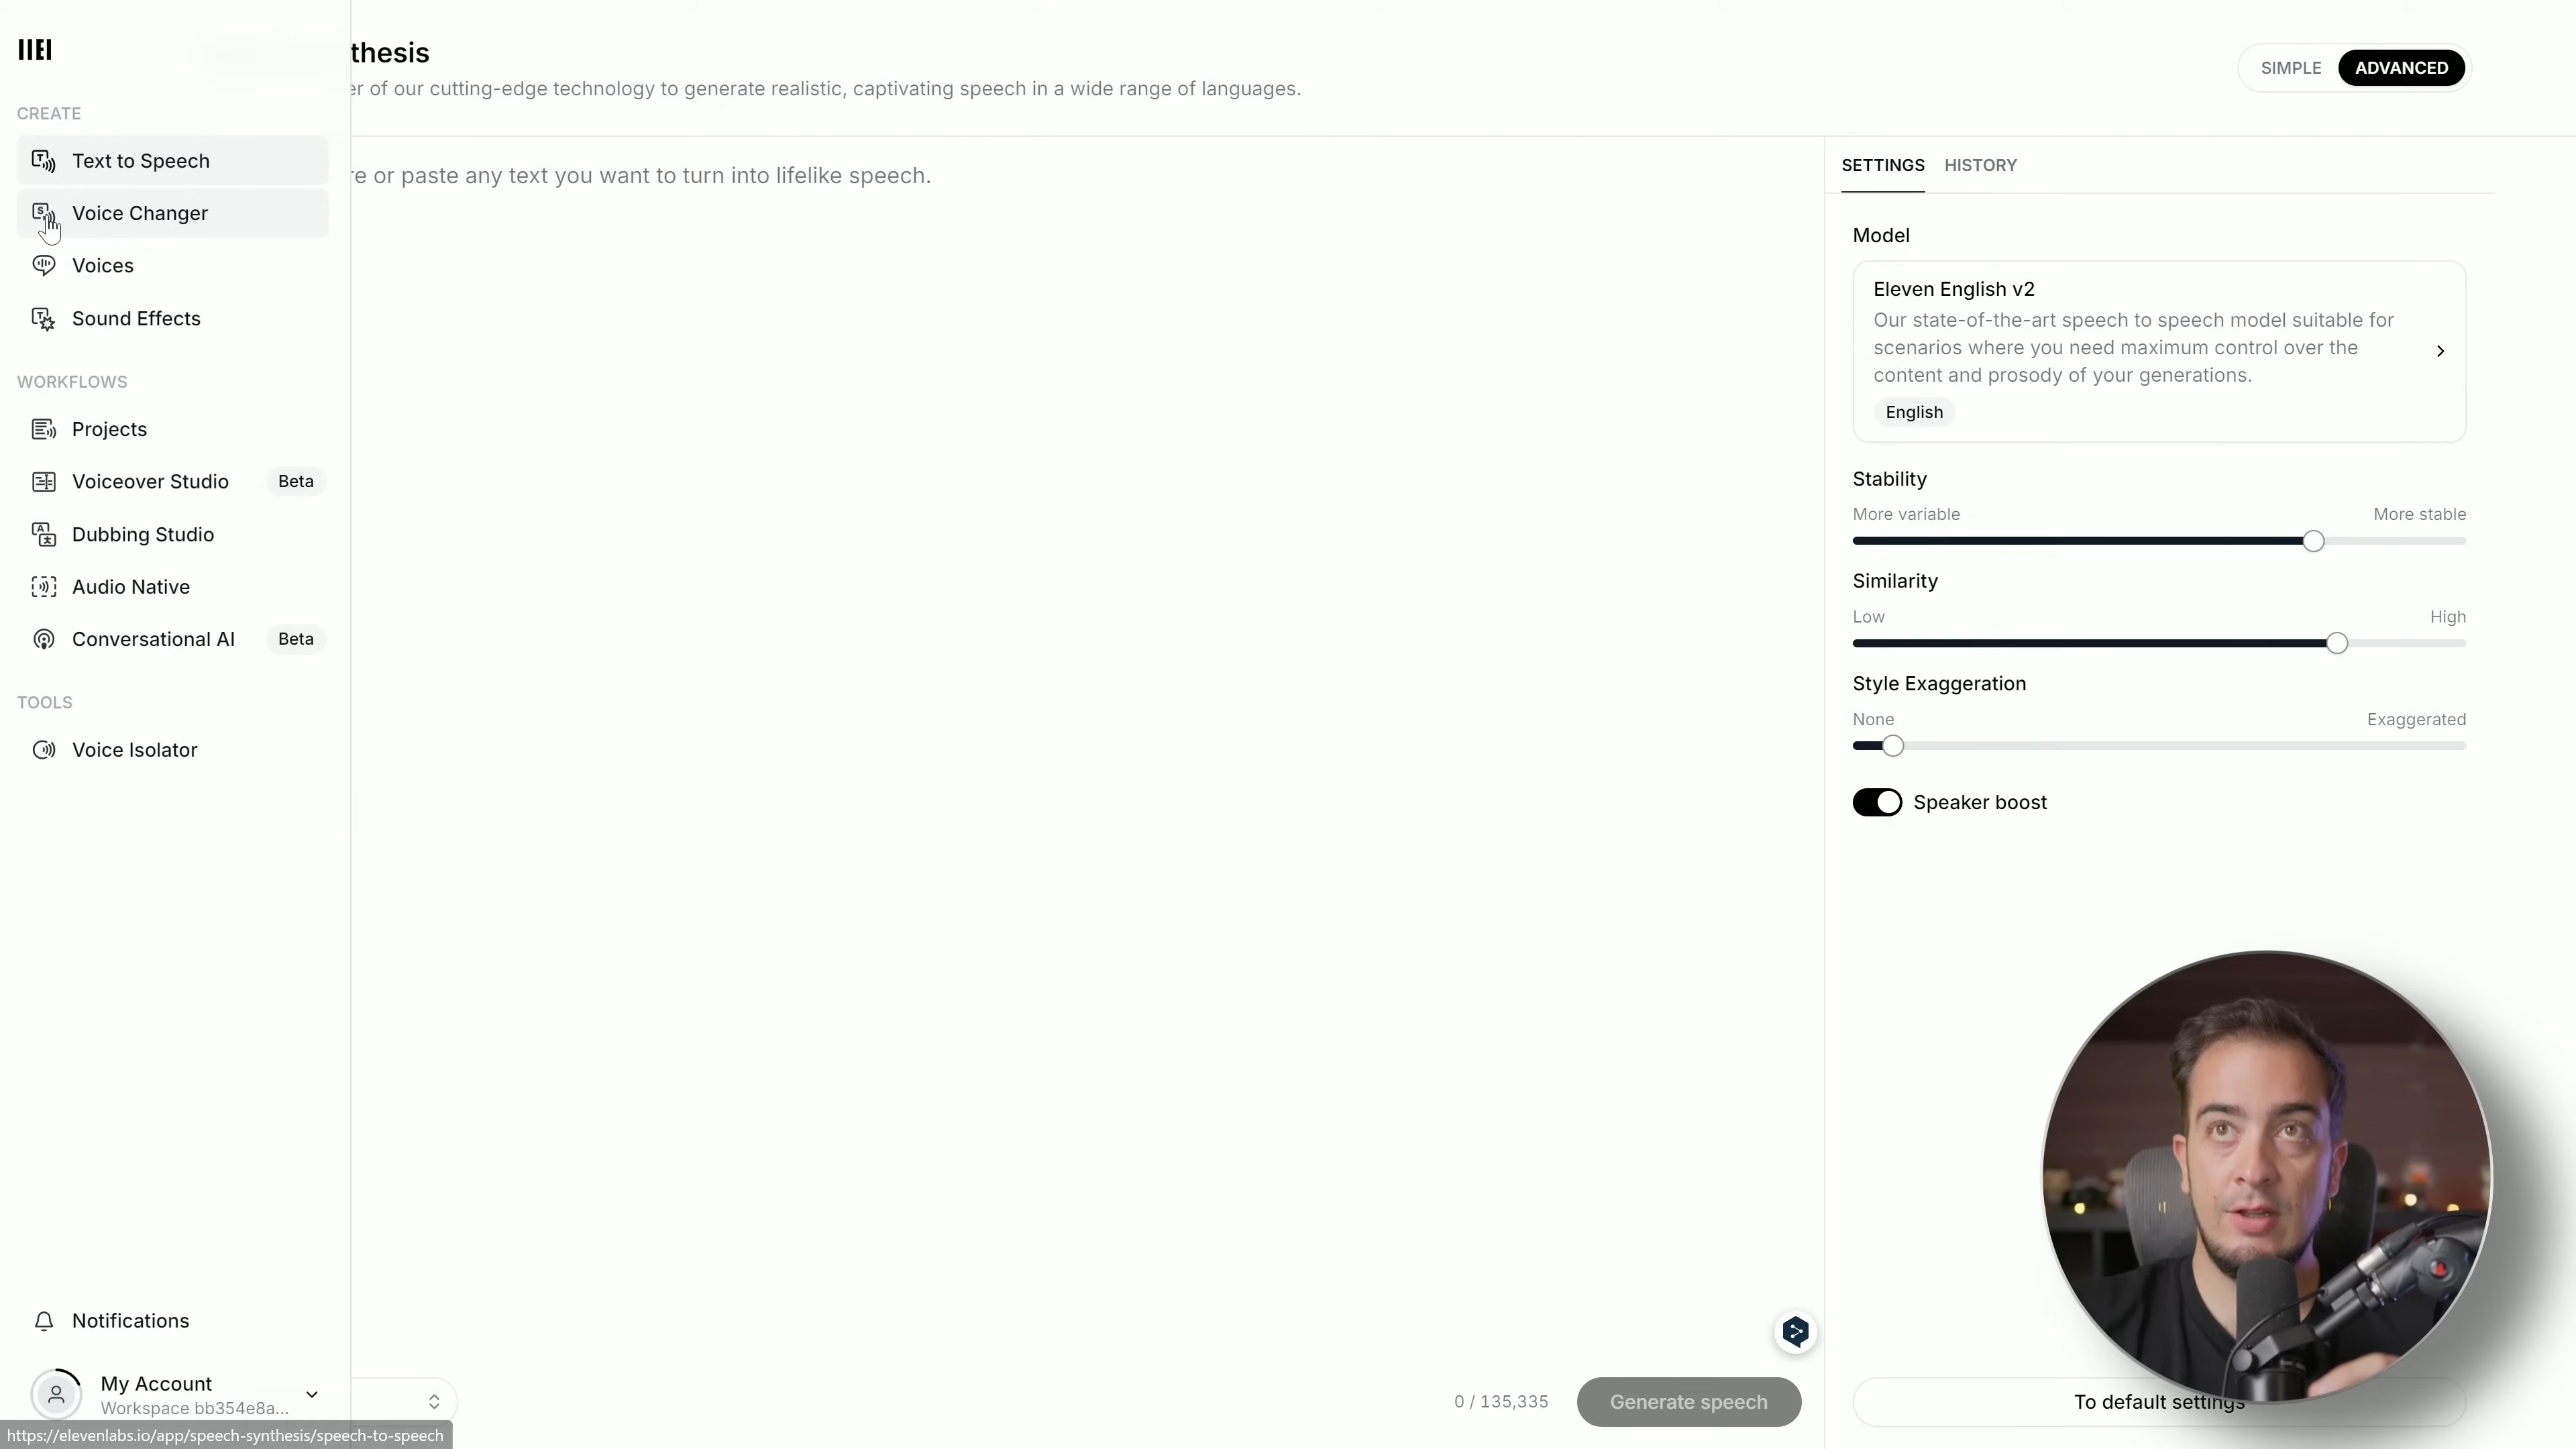 IIEI
CREATE
Text to Speech
Voice Changer
Voices
Sound Effects
WORKFLOWS
Projects
Voiceover Studio Beta
Dubbing Studio
Audio Native
Conversational AI Beta
TOOLS
Voice Isolator
Notifications
My Account
Workspace bb354e8a...
https://elevenlabs.io/app/speech-synthesis/speech-to-speech
thesis
er of our cutting-edge technology to generate realistic, captivating speech in a wide range of languages.
SIMPLE ADVANCED
re or paste any text you want to turn into lifelike speech.
0 / 135,335
Generate speech
SETTINGS HISTORY
Model
Eleven English v2
Our state-of-the-art speech to speech model suitable for
scenarios where you need maximum control over the
content and prosody of your generations.
English
Stability
More variable More stable
Similarity
Low High
Style Exaggeration
None Exaggerated
Speaker boost
To default settings